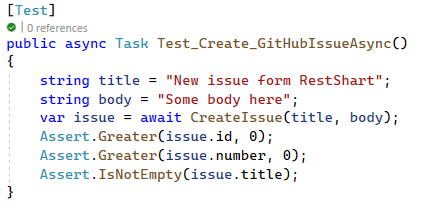 [Test]
| 0 references
public async Task Test_Create_GitHubIssueAsync()
{
    string title = "New issue form RestShart";
    string body = "Some body here";
    var issue = await CreateIssue(title, body);
    Assert.Greater(issue.id, 0);
    Assert.Greater(issue.number, 0);
    Assert.IsNotEmpty(issue.title);
}